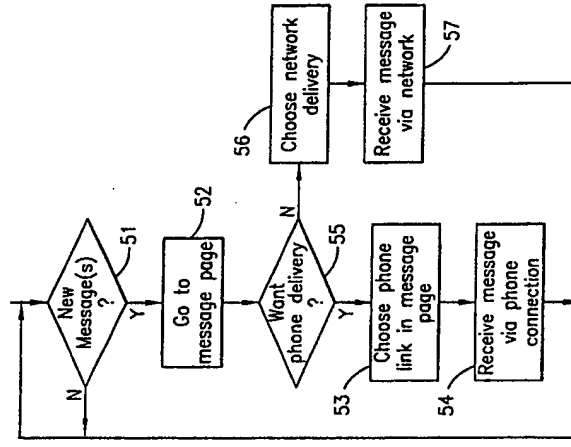 New
Message(s)
?
51
N
Y
Go to
message page
52
Want
phone delivery
?
55
N
Y
56
Choose network
delivery
Receive message
via network
57
Choose phone
link in message
page
53
Receive message
via phone
connection
54